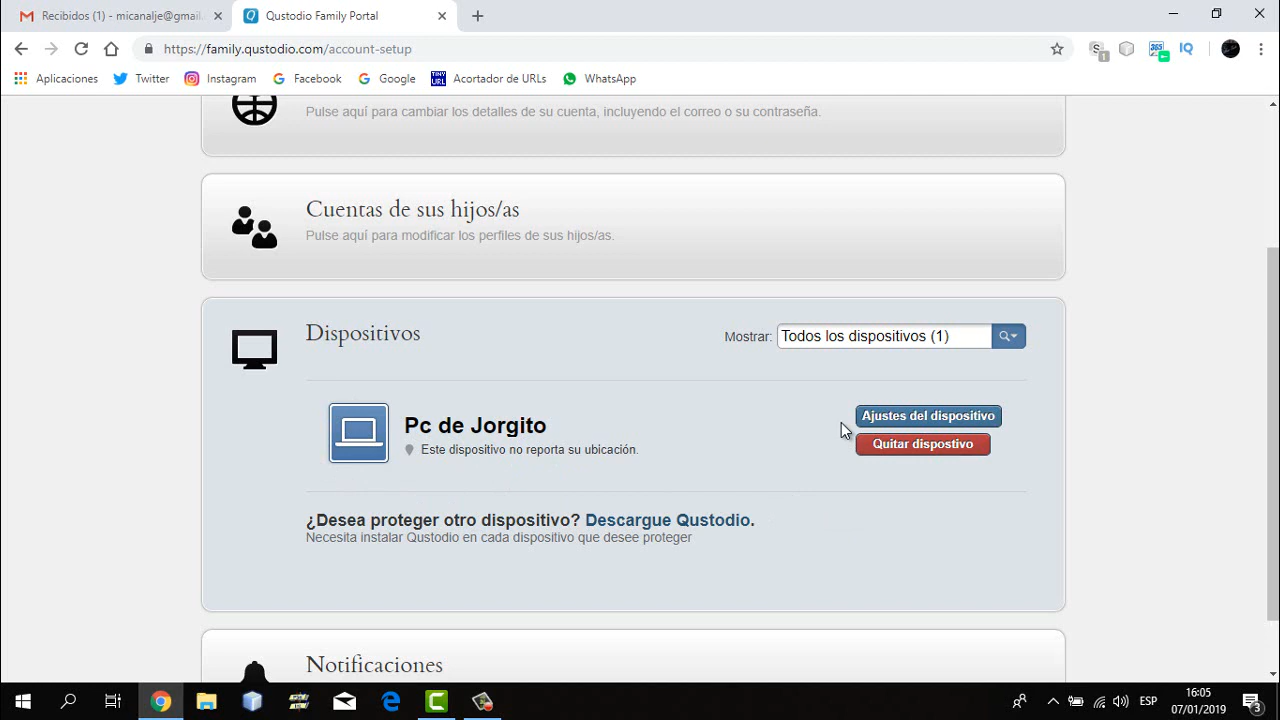 Recibidos (1) - micanalje@gmail.
Qustodio Family Portal
https://family.qustodio.com/account-setup
Aplicaciones
Twitter
Instagram
Facebook
Google
Acortador de URLs
WhatsApp
Pulse aquí para cambiar los detalles de su cuenta, incluyendo el correo o su contraseña.
Cuentas de sus hijos/as
Pulse aquí para modificar los perfiles de sus hijos/as.
Dispositivos
Mostrar: Todos los dispositivos (1)
Pc de Jorgito
Este dispositivo no reporta su ubicación.
Ajustes del dispositivo
Quitar dispostivo
¿Desea proteger otro dispositivo? Descargue Qustodio.
Necesita instalar Qustodio en cada dispositivo que desee proteger
Notificaciones
ESP
16:05
07/01/2019
3